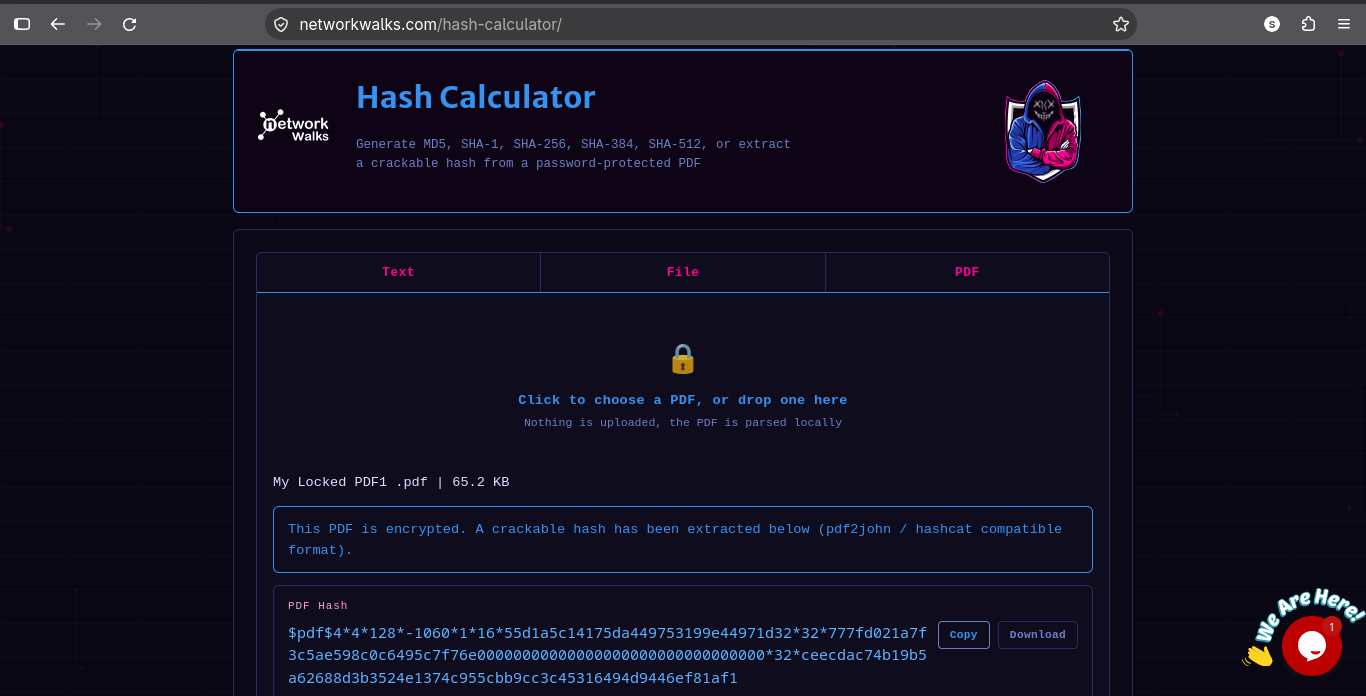 networkwalks.com/hash-calculator/
S
network
Walks
Hash Calculator
Generate MD5, SHA-1, SHA-256, SHA-384, SHA-512, or extract
a crackable hash from a password-protected PDF
Text
File
PDF
Click to choose a PDF, or drop one here
Nothing is uploaded, the PDF is parsed locally
My Locked PDF1 .pdf | 65.2 KB
This PDF is encrypted. A crackable hash has been extracted below (pdf2john / hashcat compatible
format).
PDF Hash
$pdf$4*4*128*-1060*1*16*55d1a5c14175da449753199e44971d32*32*777fd021a7f
3c5ae598c0c6495c7f76e00000000000000000000000000000000*32*ceecdac74b19b5
a62688d3b3524e1374c955cbb9cc3c45316494d9446ef81af1
Copy
Download
We Are Here!
1